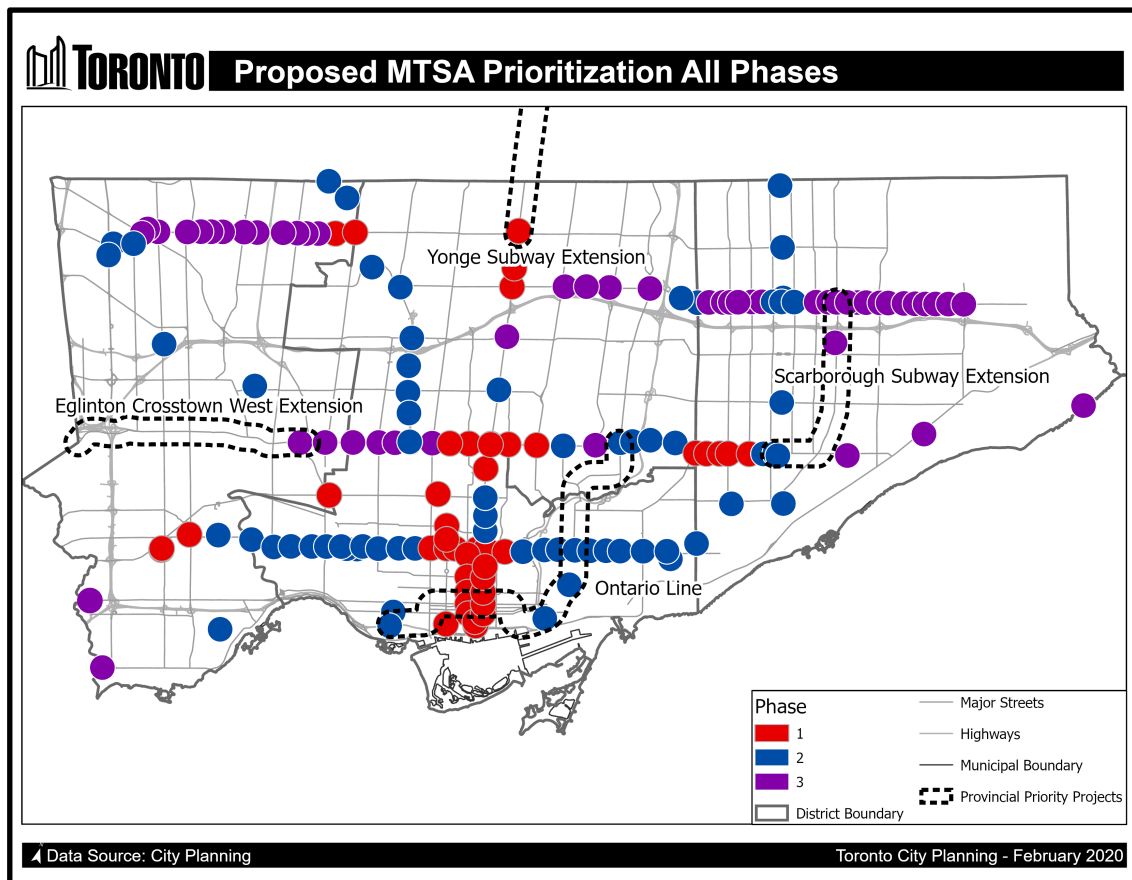 TORONTO
Proposed MTSA Prioritization All Phases
Yonge Subway Extension
Scarborough Subway Extension
Eglinton Crosstown West Extension
Ontario Line
Phase
1
2
3
District Boundary
Major Streets
Highways
Municipal Boundary
Provincial Priority Projects
Data Source: City Planning
Toronto City Planning - February 2020